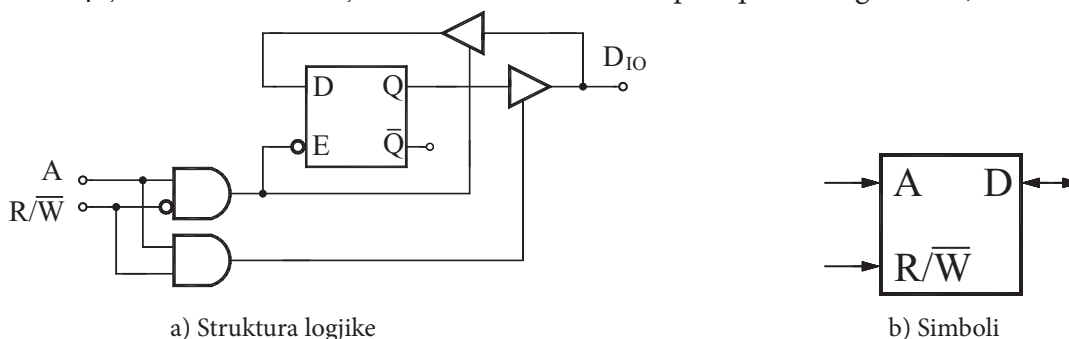 D_IO
D Q
E Q̅
A
R/W̅
A D
R/W̅
a) Struktura logjike
b) Simboli